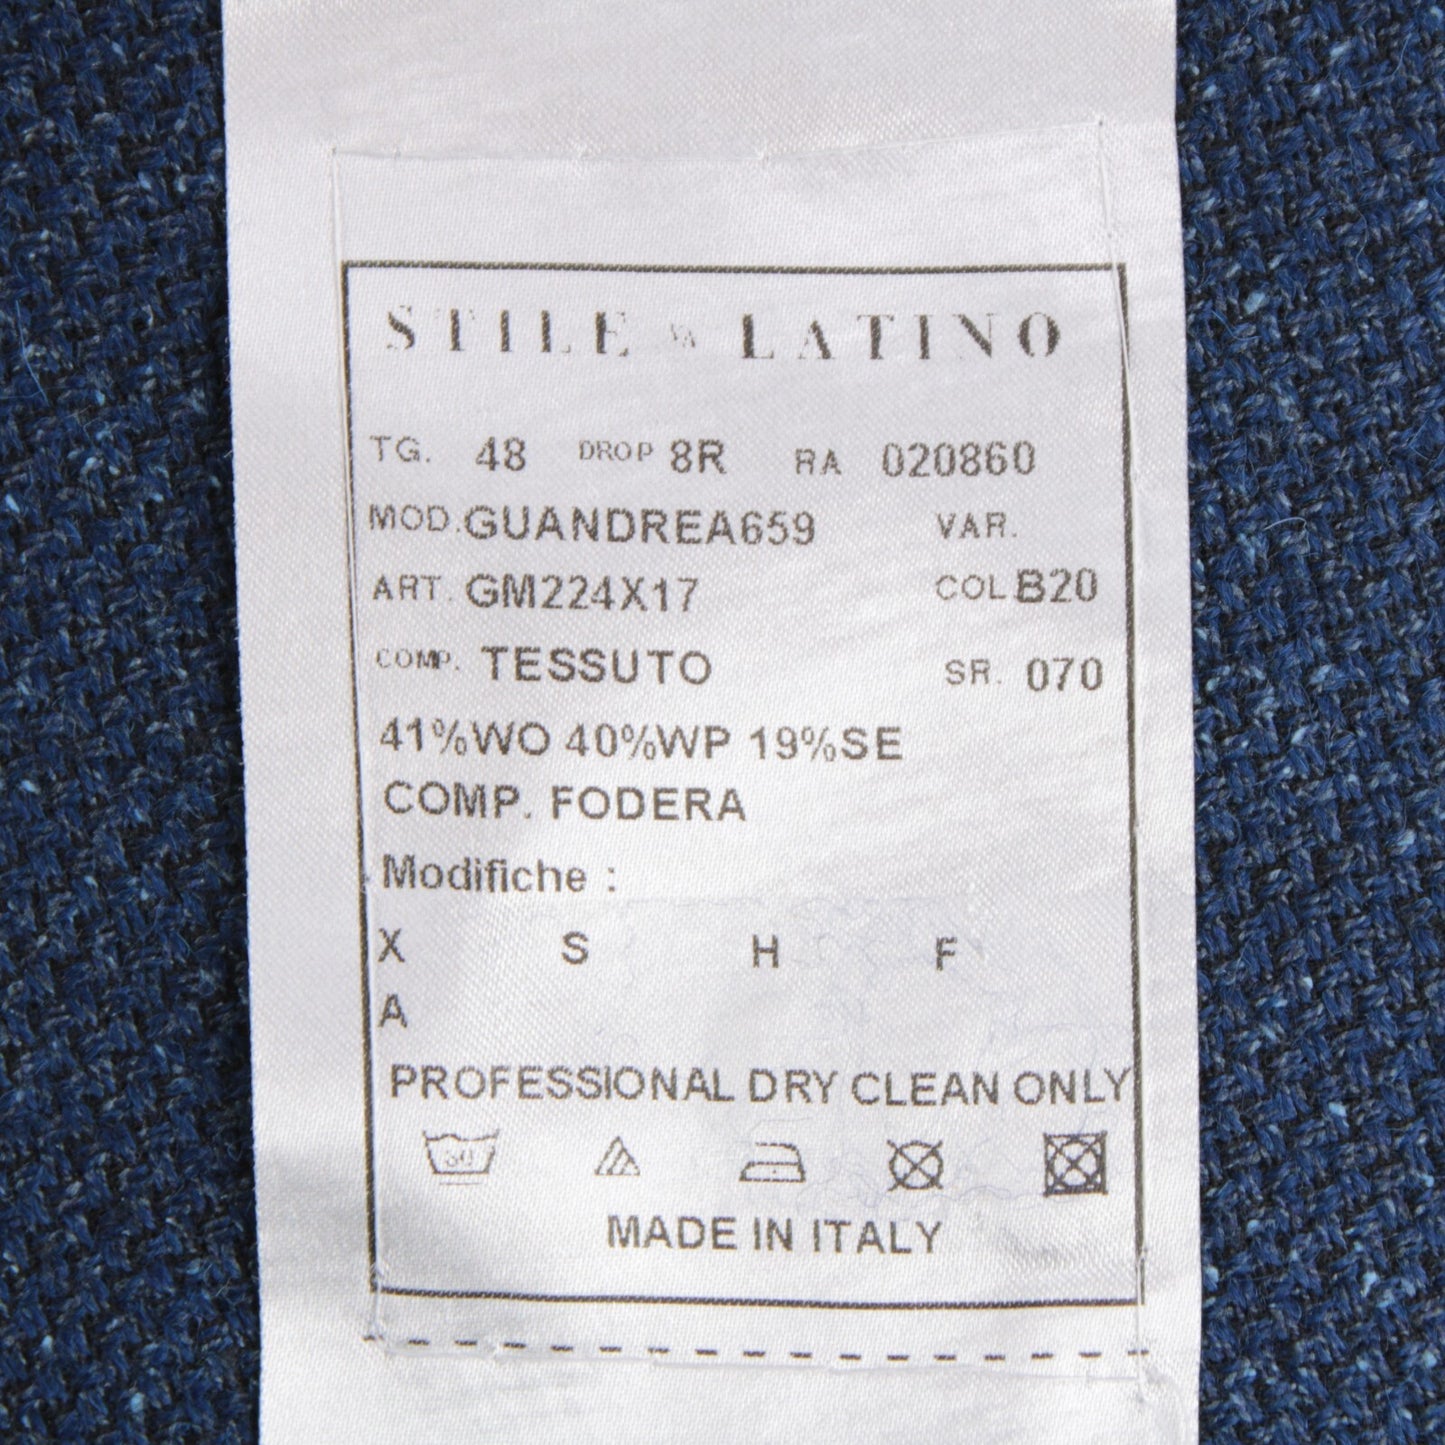 STILE LATINO
TG. 48 DROP 8R RA 020860
MOD. GUANDREA659 VAR.
ART. GM224X17 COL B20
COMP. TESSUTO SR. 070
41%WO 40%WP 19%SE
COMP. FODERA
Modifiche :
X S H F
A
PROFESSIONAL DRY CLEAN ONLY
30
MADE IN ITALY